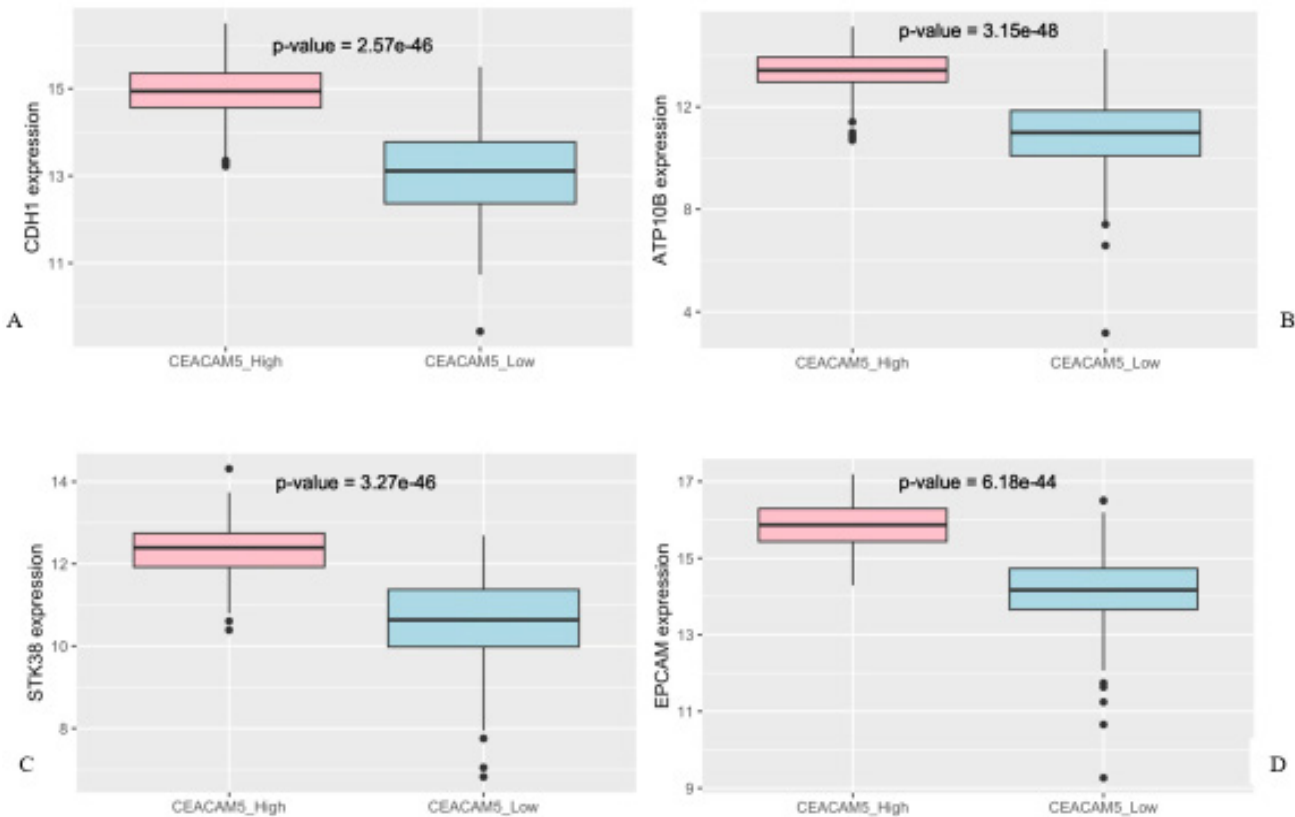 A
p-value = 2.57e-46
CDH1 expression
15
13
11
CEACAM5_High
CEACAM5_Low
p-value = 3.15e-48
ATP10B expression
12
8
4
CEACAM5_High
CEACAM5_Low
B
C
p-value = 3.27e-46
STK38 expression
14
12
10
8
CEACAM5_High
CEACAM5_Low
p-value = 6.18e-44
EPCAM expression
17
15
13
11
9
CEACAM5_High
CEACAM5_Low
D